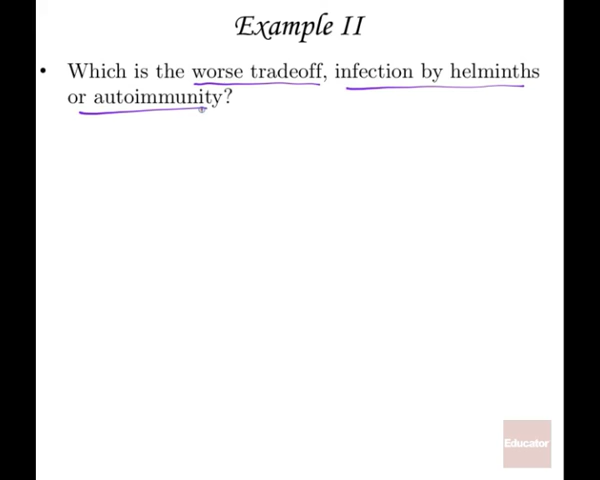 Example II
• Which is the worse tradeoff, infection by helminths
or autoimmunity?
Educator